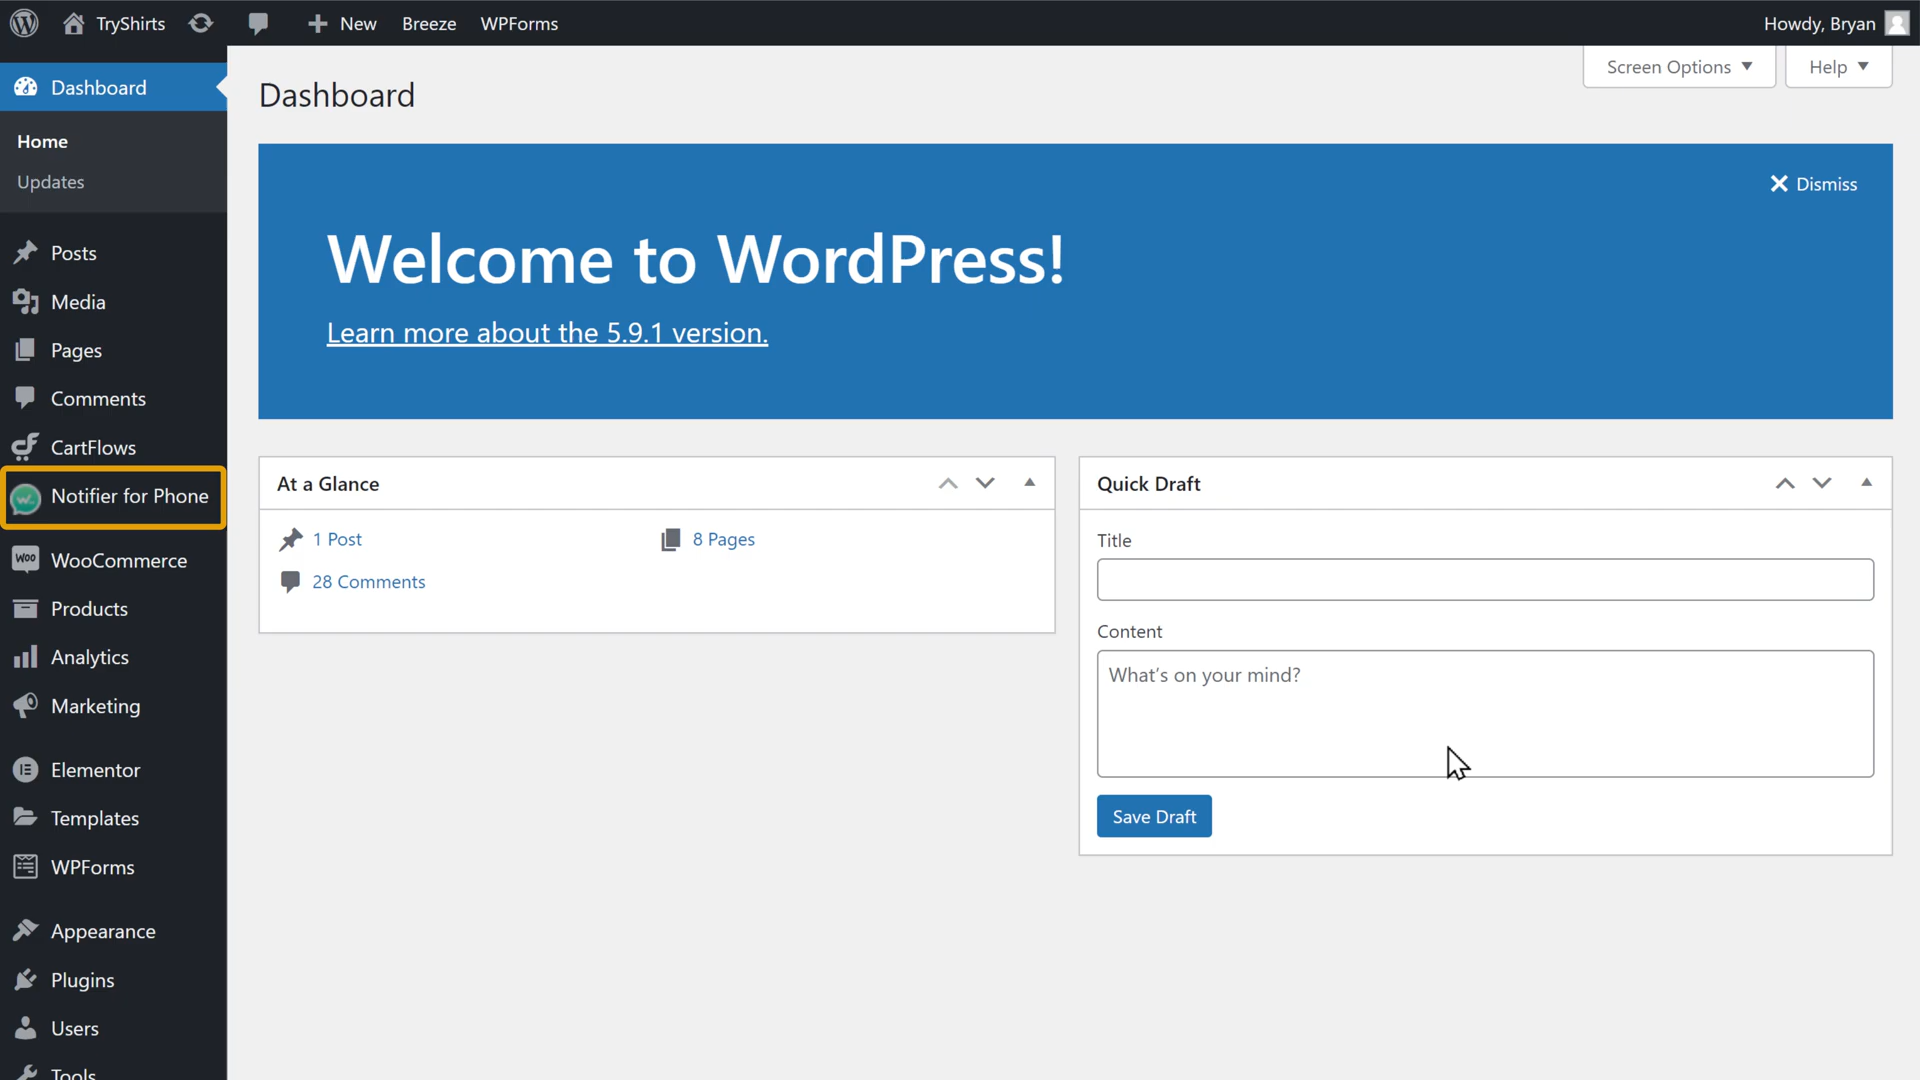 TryShirts
New
Breeze
WPForms
Howdy, Bryan
Dashboard
Home
Updates
Posts
Media
Pages
Comments
CartFlows
Notifier for Phone
WooCommerce
Products
Analytics
Marketing
Elementor
Templates
WPForms
Appearance
Plugins
Users
Tools
Screen Options
Help
Dashboard
Dismiss
Welcome to WordPress!
Learn more about the 5.9.1 version.
At a Glance
1 Post
8 Pages
28 Comments
Quick Draft
Title
Content
What's on your mind?
Save Draft